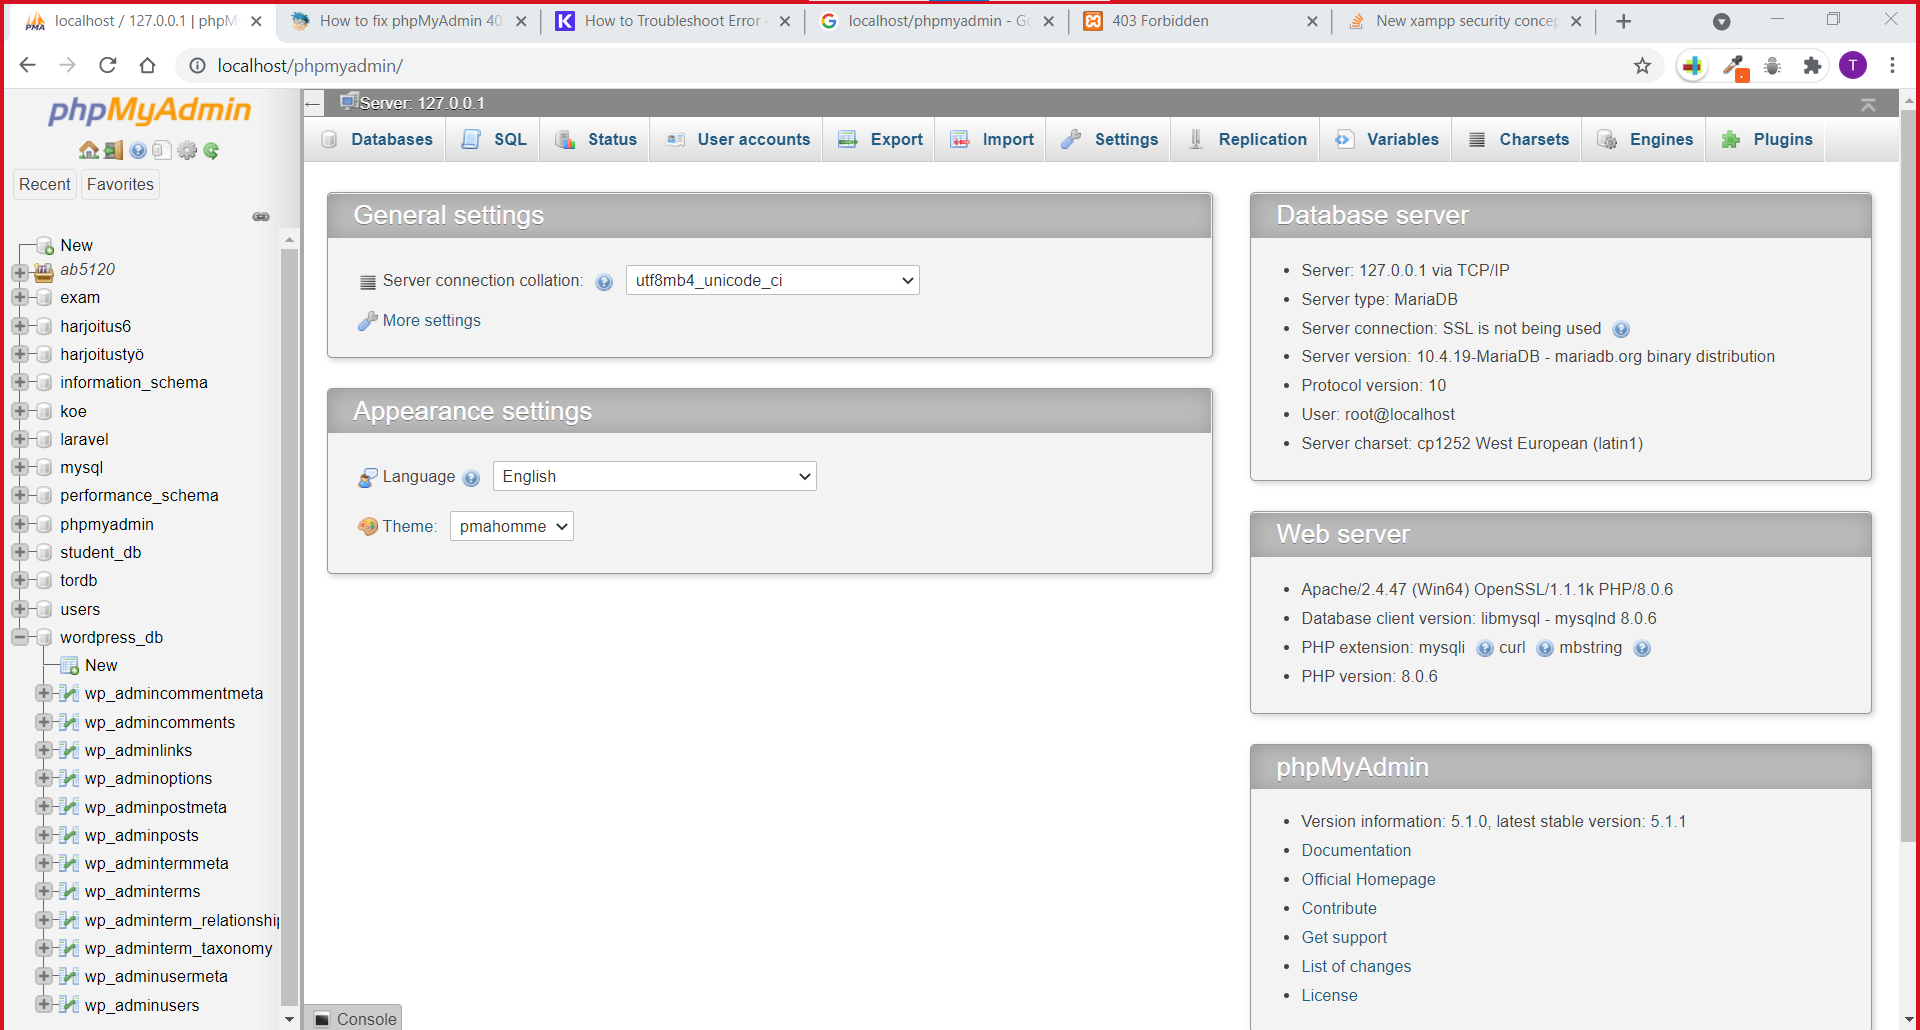 localhost / 127.0.0.1 | phpM
How to fix phpMyAdmin 40
How to Troubleshoot Error 4
localhost/phpmyadmin - Go
403 Forbidden
New xampp security concep
localhost/phpmyadmin/
T
phpMyAdmin
Recent
Favorites
New
ab5120
exam
harjoitus6
harjoitustyö
information_schema
koe
laravel
mysql
performance_schema
phpmyadmin
student_db
tordb
users
wordpress_db
New
wp_admincommentmeta
wp_admincomments
wp_adminlinks
wp_adminoptions
wp_adminpostmeta
wp_adminposts
wp_admintermmeta
wp_adminterms
wp_adminterm_relationship
wp_adminterm_taxonomy
wp_adminusermeta
wp_adminusers
Server: 127.0.0.1
Databases
SQL
Status
User accounts
Export
Import
Settings
Replication
Variables
Charsets
Engines
Plugins
General settings
Server connection collation:
utf8mb4_unicode_ci
More settings
Appearance settings
Language
English
Theme:
pmahomme
Console
Database server
Server: 127.0.0.1 via TCP/IP
Server type: MariaDB
Server connection: SSL is not being used
Server version: 10.4.19-MariaDB - mariadb.org binary distribution
Protocol version: 10
User: root@localhost
Server charset: cp1252 West European (latin1)
Web server
Apache/2.4.47 (Win64) OpenSSL/1.1.1k PHP/8.0.6
Database client version: libmysql - mysqlnd 8.0.6
PHP extension: mysqli curl mbstring
PHP version: 8.0.6
phpMyAdmin
Version information: 5.1.0, latest stable version: 5.1.1
Documentation
Official Homepage
Contribute
Get support
List of changes
License